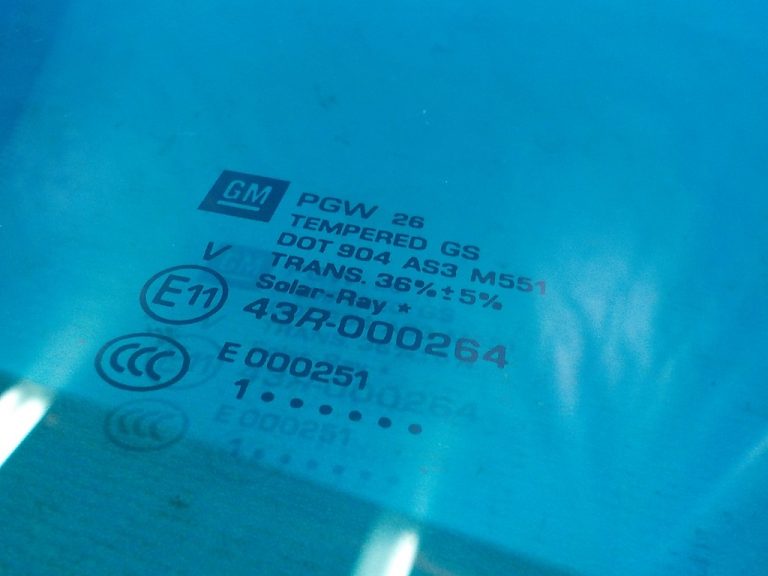 GM PGW 26
TEMPERED GS
DOT 904 AS3 M551
TRANS. 36% ± 5%
Solar-Ray ★
V
E11 43R-000264
CCC E 000251
1 • • • • • •